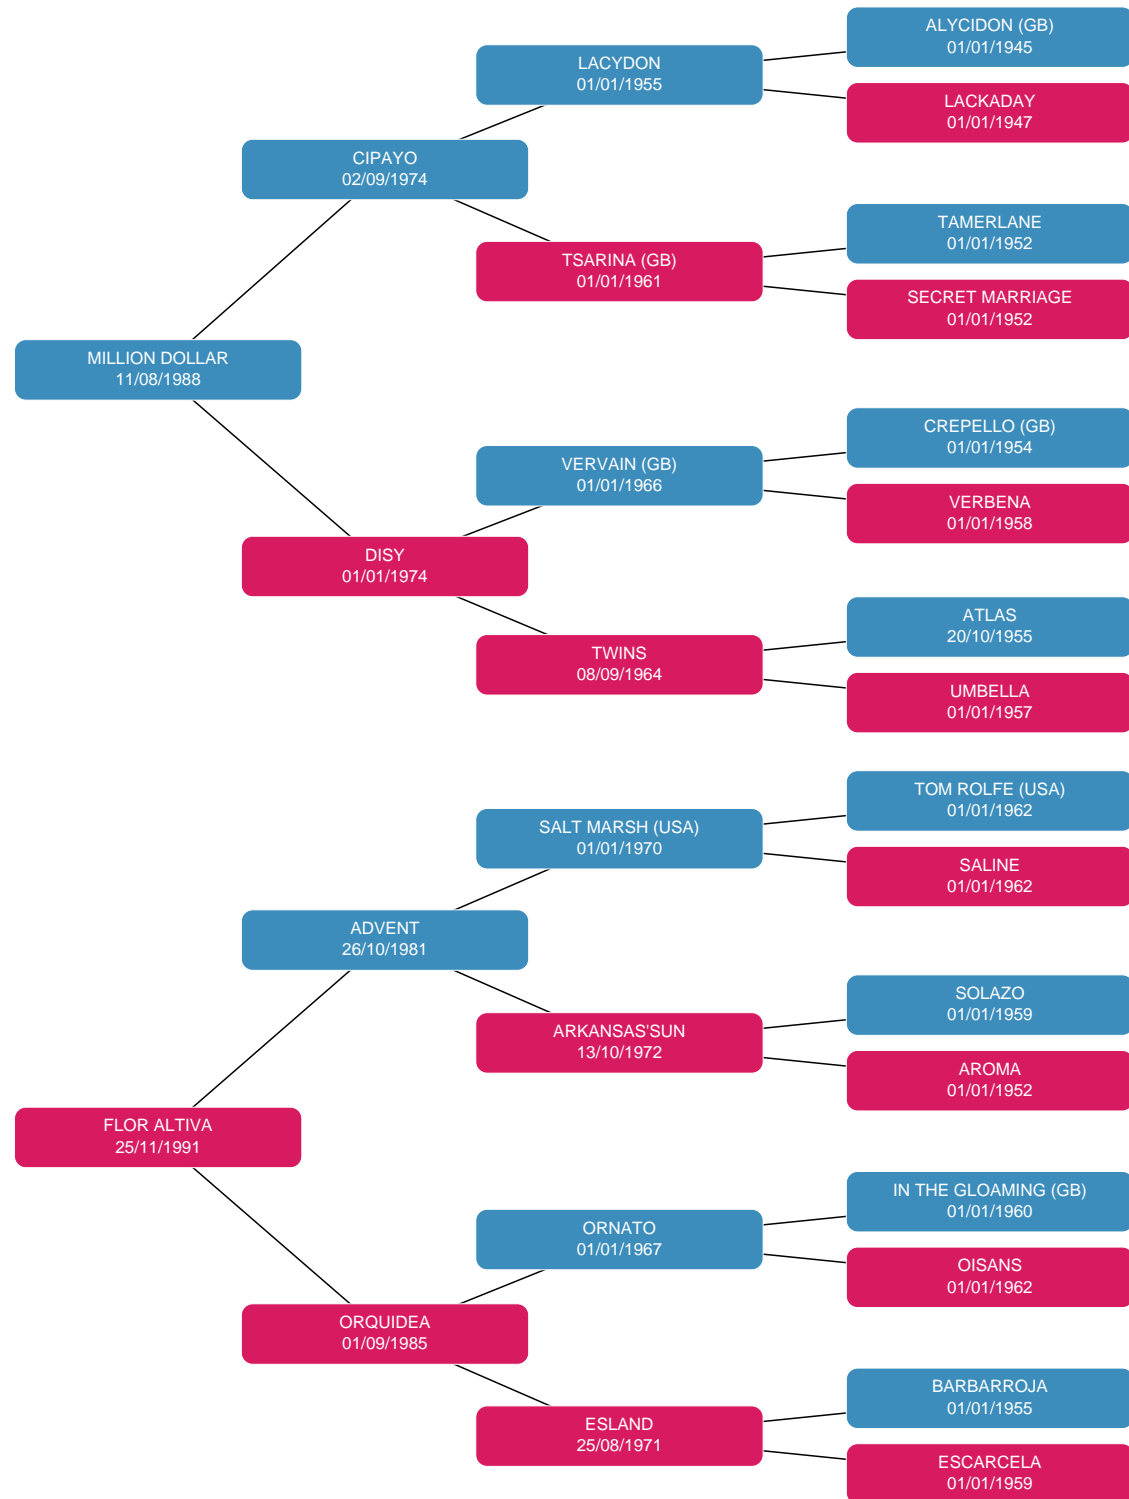 ALYCIDON (GB)
01/01/1945
LACYDON
01/01/1955
LACKADAY
01/01/1947
CIPAYO
02/09/1974
TAMERLANE
01/01/1952
TSARINA (GB)
01/01/1961
SECRET MARRIAGE
01/01/1952
MILLION DOLLAR
11/08/1988
CREPELLO (GB)
01/01/1954
VERVAIN (GB)
01/01/1966
VERBENA
01/01/1958
DISY
01/01/1974
ATLAS
20/10/1955
TWINS
08/09/1964
UMBELLA
01/01/1957
TOM ROLFE (USA)
01/01/1962
SALT MARSH (USA)
01/01/1970
SALINE
01/01/1962
ADVENT
26/10/1981
SOLAZO
01/01/1959
ARKANSAS'SUN
13/10/1972
AROMA
01/01/1952
FLOR ALTIVA
25/11/1991
IN THE GLOAMING (GB)
01/01/1960
ORNATO
01/01/1967
OISANS
01/01/1962
ORQUIDEA
01/09/1985
BARBARROJA
01/01/1955
ESLAND
25/08/1971
ESCARCELA
01/01/1959